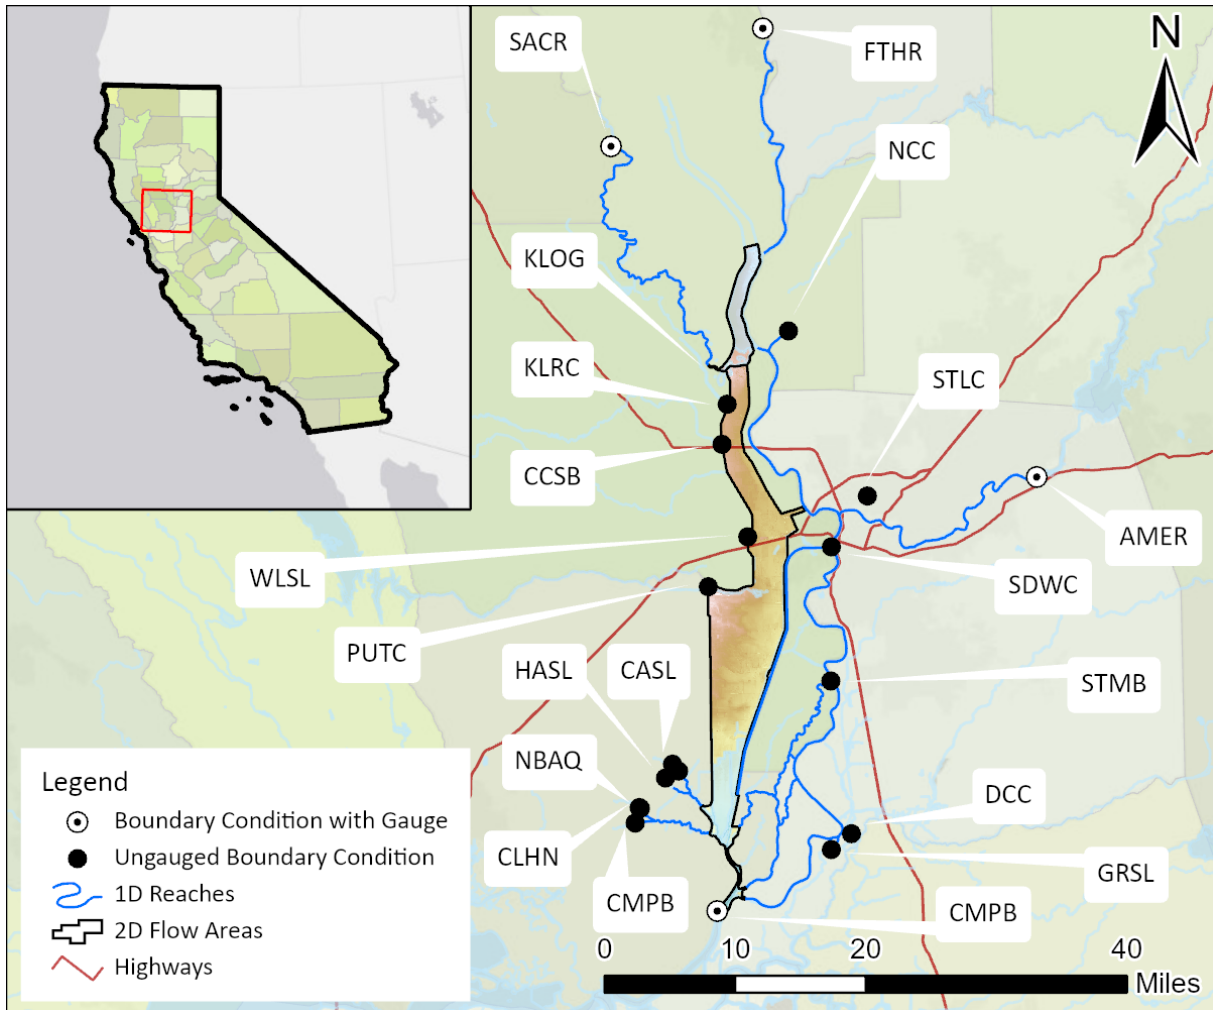 SACR
FTHR
N
NCC
KLOG
KLRC
STLC
CCSB
AMER
WLSL
SDWC
PUTC
HASL
CASL
STMB
NBAQ
DCC
CLHN
GRSL
CMPB
CMPB
Legend
Boundary Condition with Gauge
Ungauged Boundary Condition
1D Reaches
2D Flow Areas
Highways
0 10 20 40
Miles